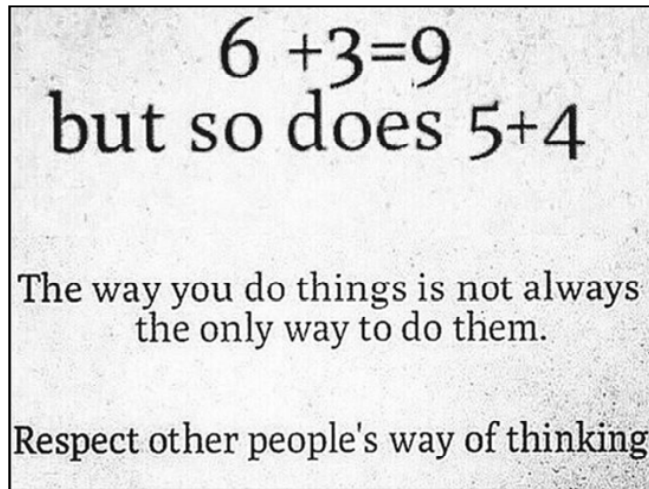 6 +3=9
but so does 5+4
The way you do things is not always
the only way to do them.
Respect other people's way of thinking